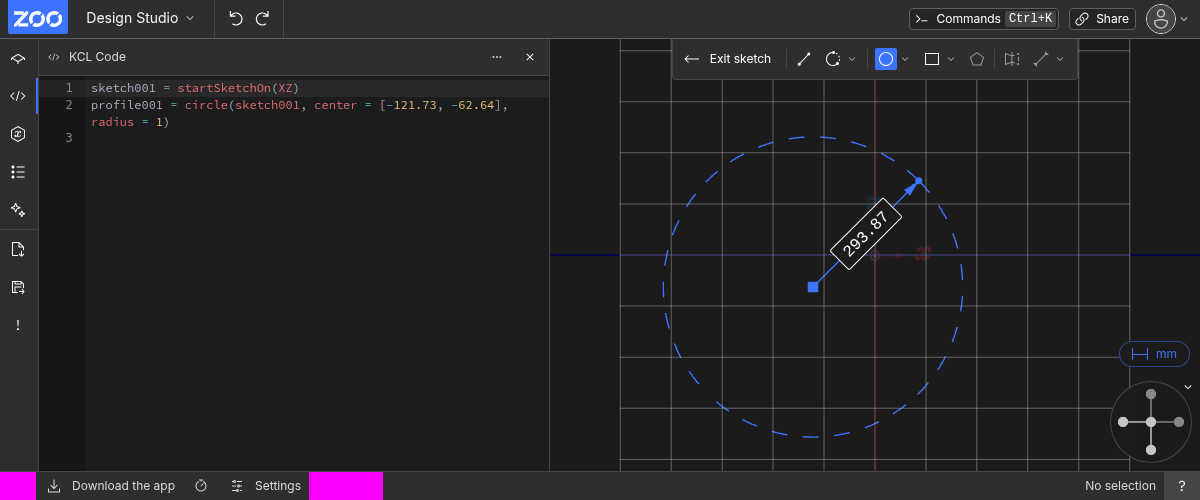 ZOO
Design Studio
Commands Ctrl+K
Share
KCL Code
Exit sketch
1 sketch001 = startSketchOn(XZ)
2 profile001 = circle(sketch001, center = [-121.73, -62.64],
radius = 1)
3
293.87
mm
Download the app
Settings
No selection
?